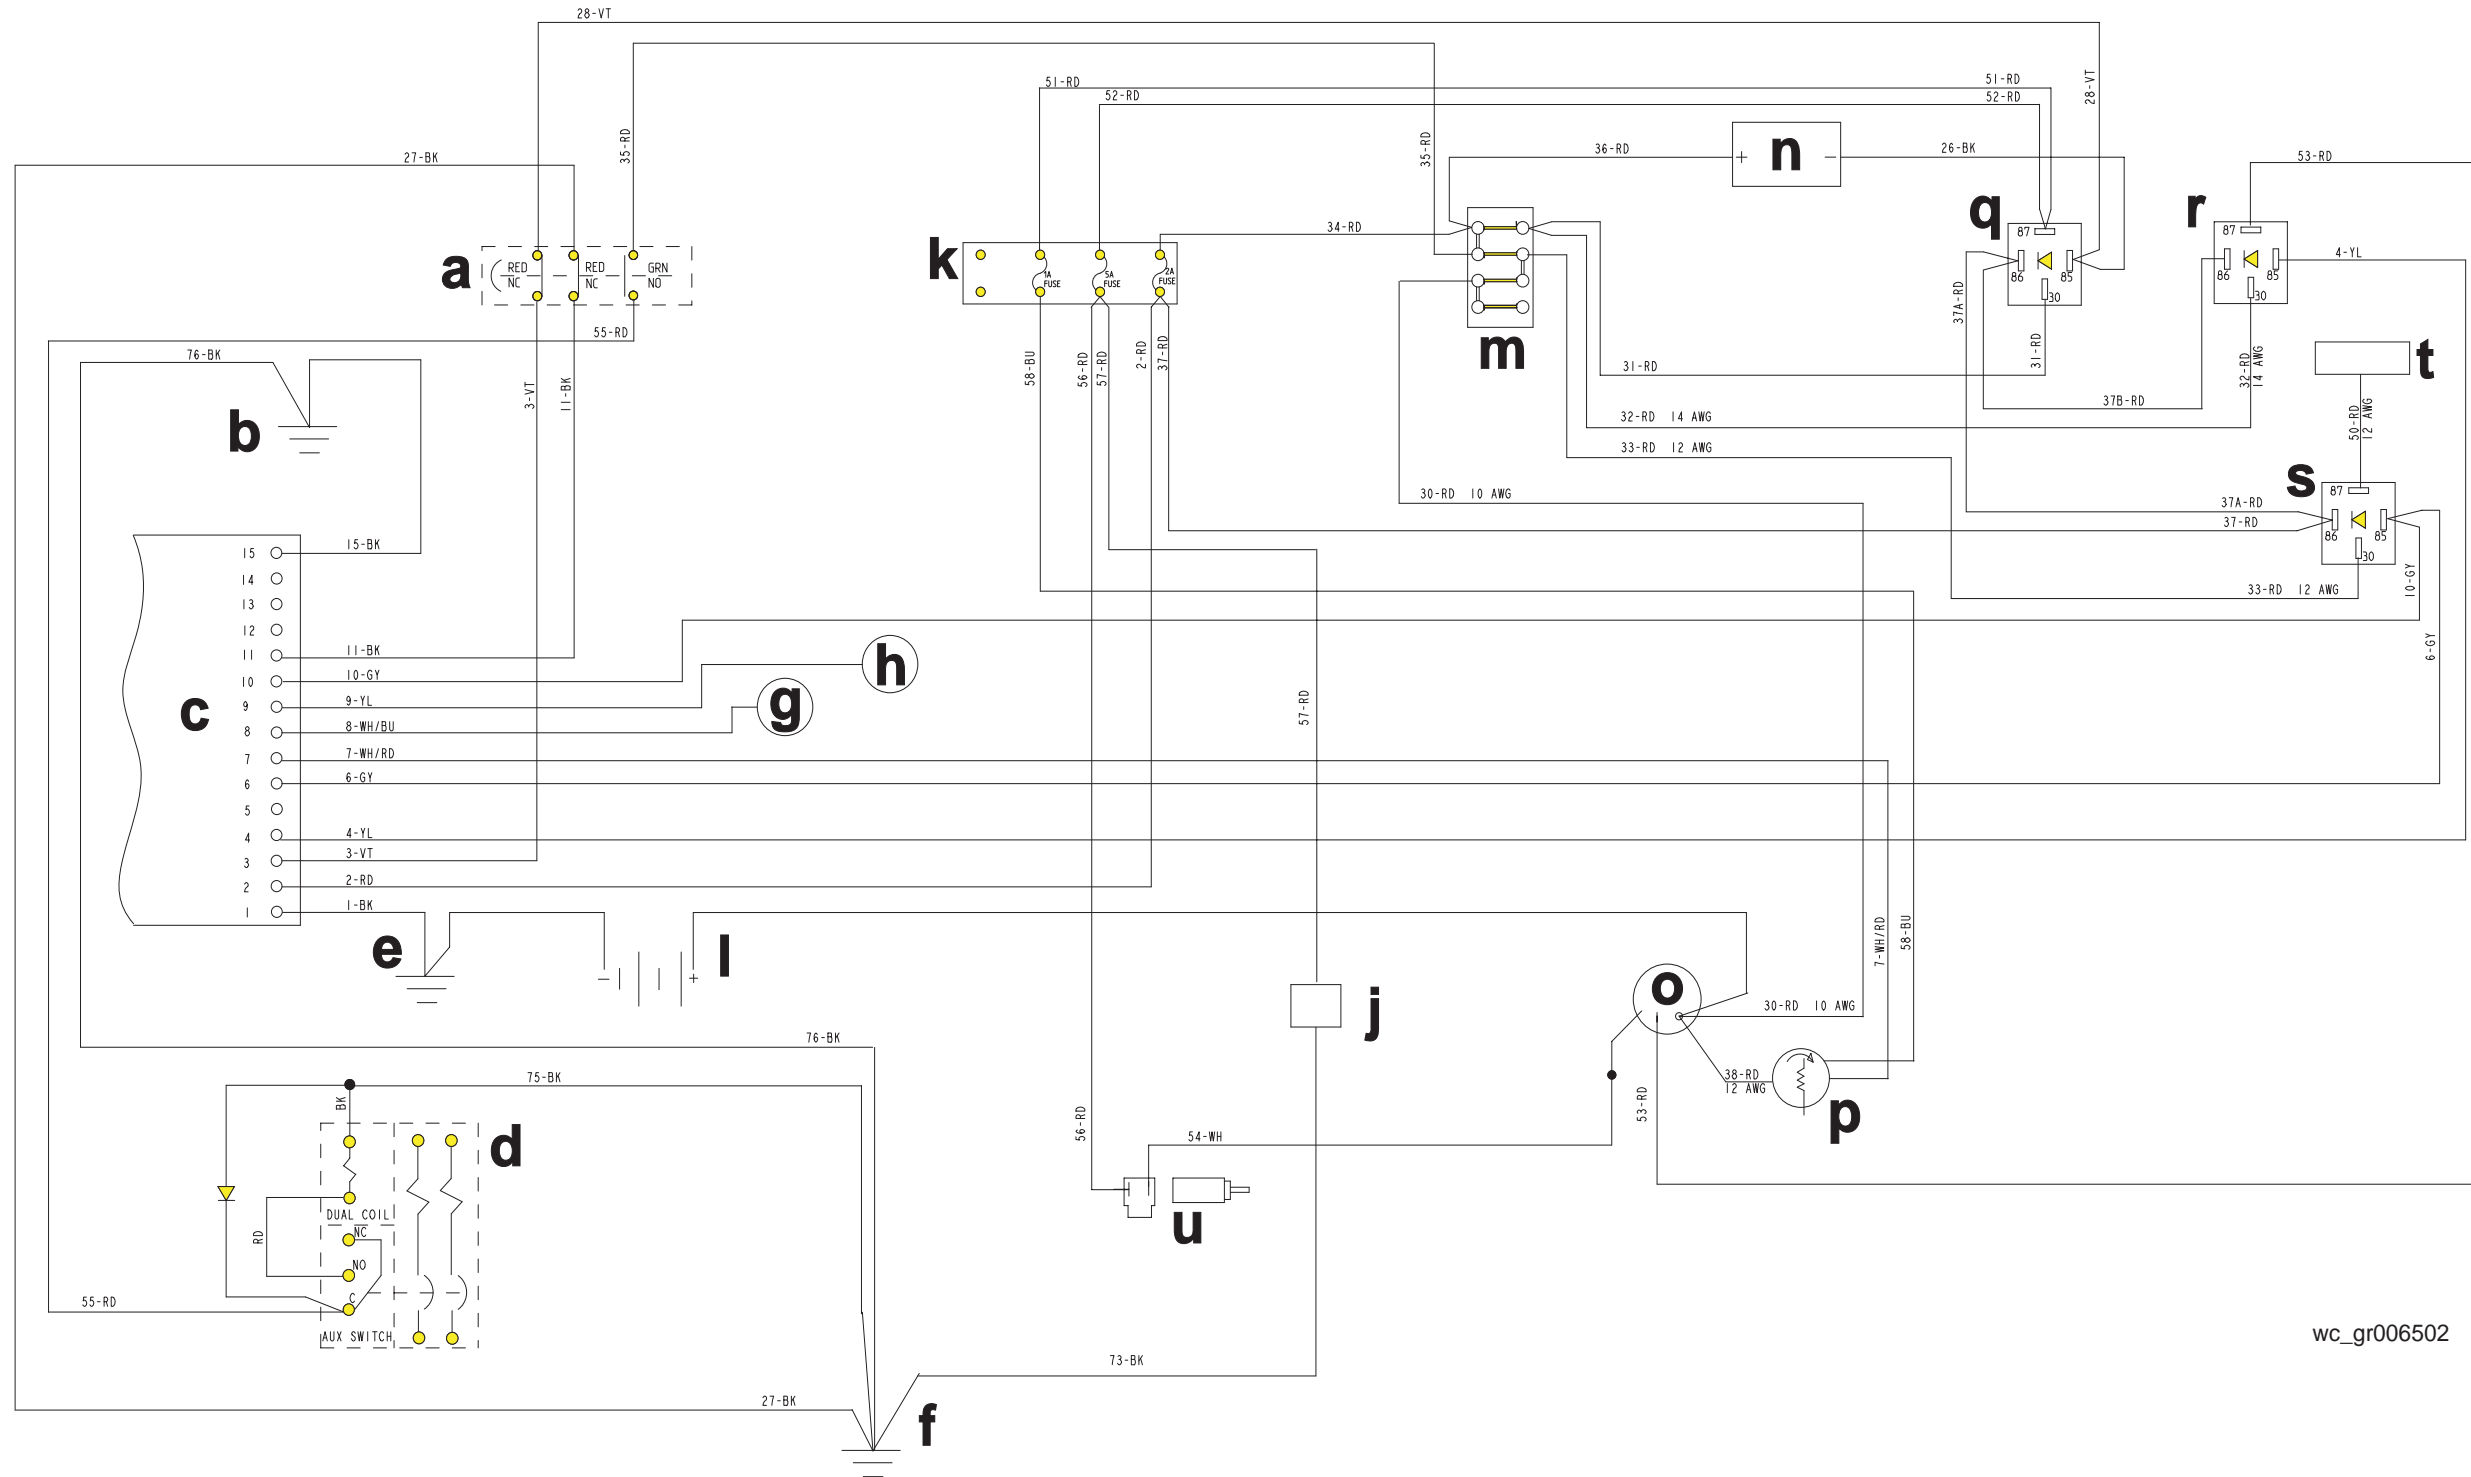 28-VT
51-RD
51-RD
52-RD
52-RD
28-VT
35-RD
35-RD
27-BK
36-RD
+
n
–
26-BK
53-RD
34-RD
a
RED
NC
RED
NC
GRN
NO
k
1A
FUSE
5A
FUSE
2A
FUSE
q
87
86
85
30
r
87
86
85
30
4-YL
37A-RD
31-RD
32-RD
14 AWG
55-RD
76-BK
3-VT
11-BK
58-BU
56-RD
57-RD
2-RD
37-RD
m
31-RD
37B-RD
t
50-RD
12 AWG
b
32-RD 14 AWG
33-RD 12 AWG
30-RD 10 AWG
s
87
37A-RD
37-RD
86
85
30
33-RD 12 AWG
10-GY
6-GY
c
15
15-BK
14
13
12
11
11-BK
10
10-GY
9
9-YL
8
8-WH/BU
7
7-WH/RD
6
6-GY
5
4
4-YL
3
3-VT
2
2-RD
1
1-BK
h
g
57-RD
e
–
+
l
j
o
30-RD 10 AWG
7-WH/RD
58-BU
38-RD
12 AWG
p
53-RD
76-BK
75-BK
BK
d
56-RD
54-WH
u
DUAL COIL
NC
NO
C
RD
55-RD
AUX SWITCH
73-BK
27-BK
f
wc_gr006502